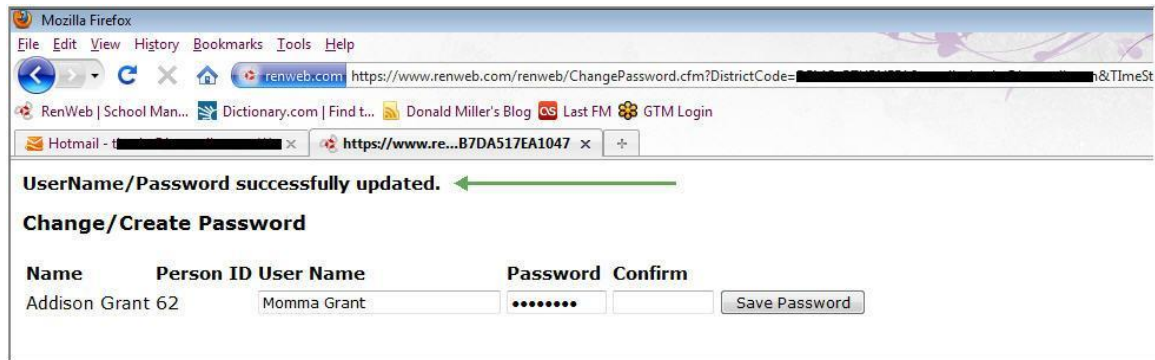 Mozilla Firefox
File Edit View History Bookmarks Tools Help
renweb.com https://www.renweb.com/renweb/ChangePassword.cfm?DistrictCode= n&TImeSt
RenWeb | School Man... Dictionary.com | Find t... Donald Miller's Blog Last FM GTM Login
Hotmail - t https://www.re...B7DA517EA1047
UserName/Password successfully updated.
Change/Create Password
Name Person ID User Name Password Confirm
Addison Grant 62 Momma Grant •••••••• Save Password